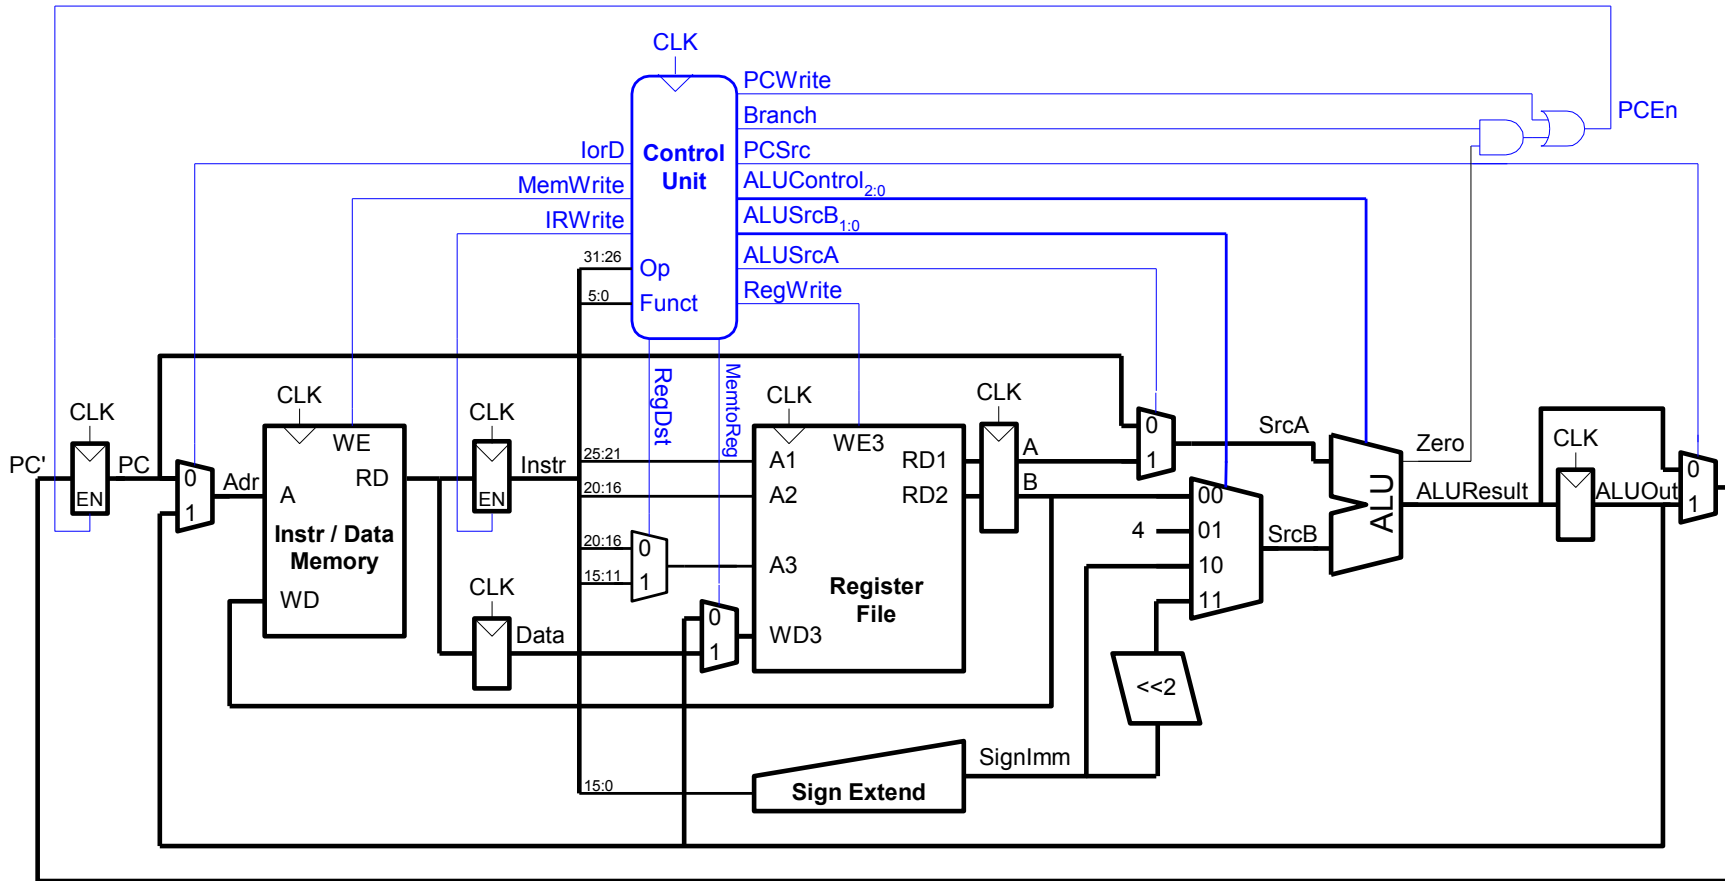 CLK
PCWrite
Branch
PCEn
IorD
Control
Unit
PCSrc
MemWrite
ALUControl2:0
IRWrite
ALUSrcB1:0
31:26
Op
ALUSrcA
5:0
Funct
RegWrite
RegDst
MemtoReg
CLK
CLK
CLK
CLK
CLK
PC'
EN
PC
0
1
Adr
WE
A
RD
Instr / Data
Memory
WD
EN
Instr
CLK
Data
25:21
20:16
20:16
15:11
0
1
0
1
WE3
A1
RD1
A2
RD2
A3
Register
File
WD3
A
B
0
1
SrcA
00
4
01
10
11
SrcB
<<2
ALU
Zero
ALUResult
CLK
ALUOut
0
1
SignImm
15:0
Sign Extend